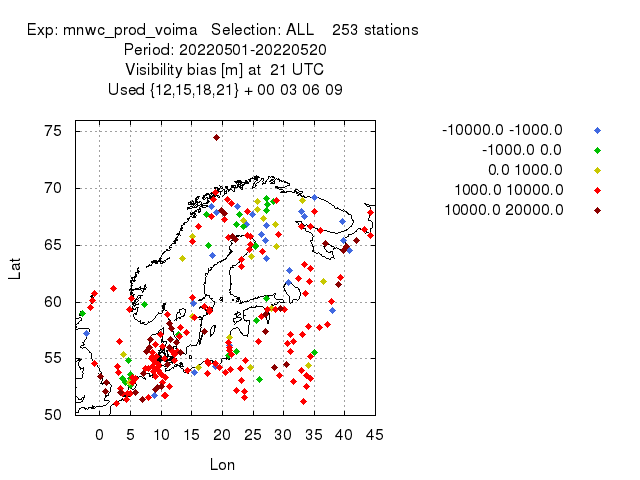 Exp: mnwc_prod_voima   Selection: ALL    253 stations
Period: 20220501-20220520
Visibility bias [m] at  21 UTC
Used {12,15,18,21} + 00 03 06 09
-10000.0 -1000.0
-1000.0 0.0
0.0 1000.0
1000.0 10000.0
10000.0 20000.0
75
70
65
60
55
50
Lat
0 5 10 15 20 25 30 35 40 45
Lon